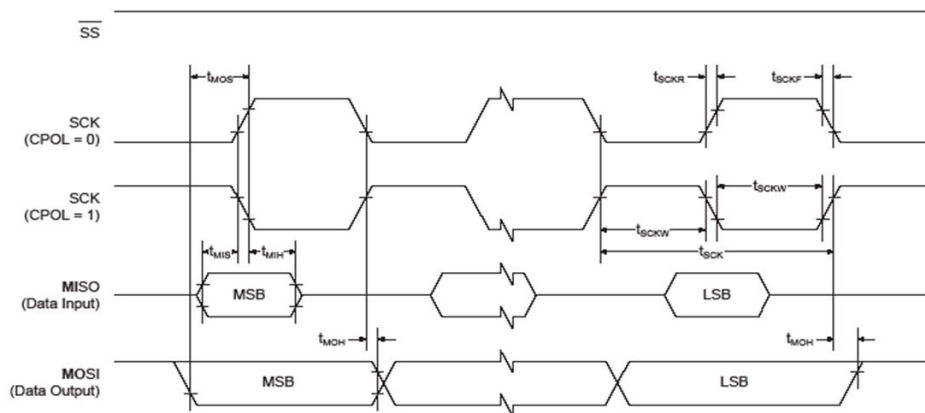 SS
tMOS
tSCKR
tSCKF
SCK
(CPOL = 0)
SCK
(CPOL = 1)
tSCKW
tSCKW
tSCK
tMIS
tMIH
MISO
(Data Input)
MSB
LSB
tMOH
tMOH
MOSI
(Data Output)
MSB
LSB